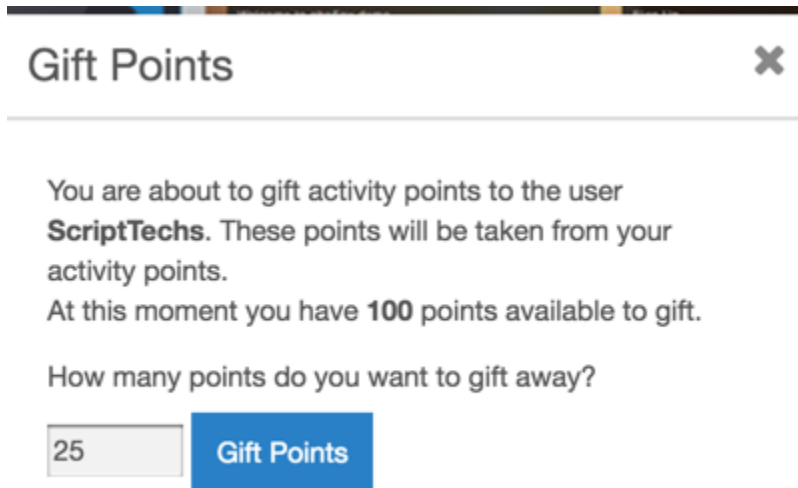 Gift Points
You are about to gift activity points to the user
ScriptTechs. These points will be taken from your
activity points.
At this moment you have 100 points available to gift.
How many points do you want to gift away?
25 Gift Points